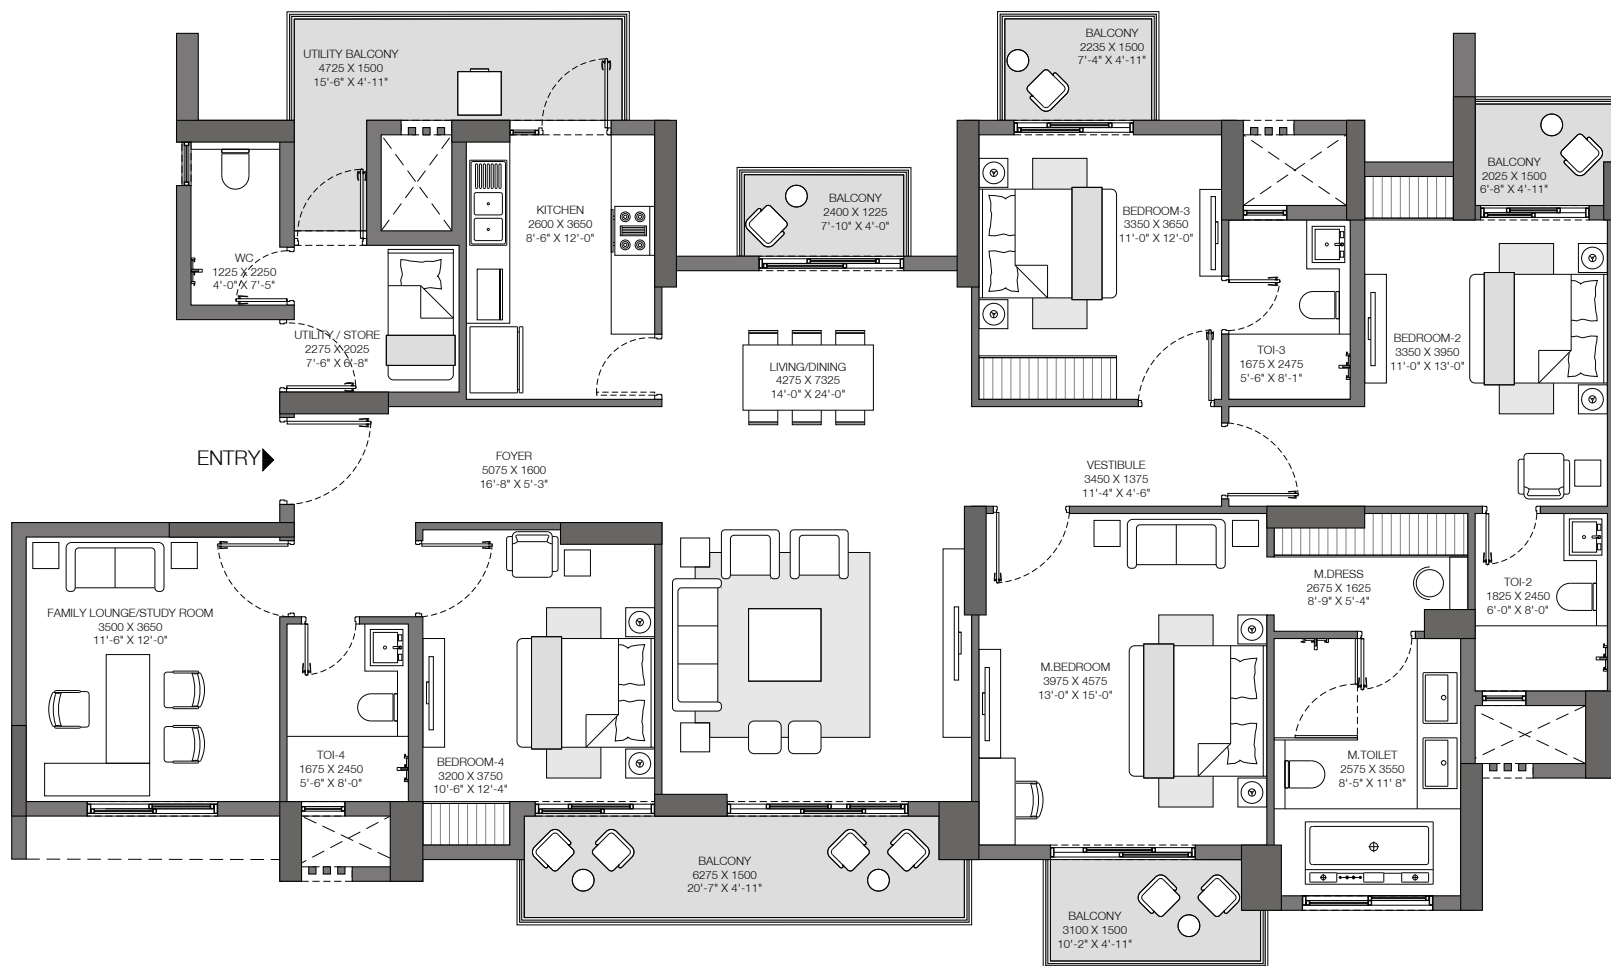 UTILITY BALCONY
4725 X 1500
15'-6" X 4'-11"
BALCONY
2235 X 1500
7'-4" X 4'-11"
BALCONY
2025 X 1500
6'-8" X 4'-11"
KITCHEN
2600 X 3650
8'-6" X 12'-0"
BALCONY
2400 X 1225
7'-10" X 4'-0"
BEDROOM-3
3350 X 3650
11'-0" X 12'-0"
WC
1225 X 2250
4'-0" X 7'-5"
UTILITY / STORE
2275 X 2025
7'-6" X 6'-8"
LIVING/DINING
4275 X 7325
14'-0" X 24'-0"
TOI-3
1675 X 2475
5'-6" X 8'-1"
BEDROOM-2
3350 X 3950
11'-0" X 13'-0"
ENTRY
FOYER
5075 X 1600
16'-8" X 5'-3"
VESTIBULE
3450 X 1375
11'-4" X 4'-6"
FAMILY LOUNGE/STUDY ROOM
3500 X 3650
11'-6" X 12'-0"
M.DRESS
2675 X 1625
8'-9" X 5'-4"
TOI-2
1825 X 2450
6'-0" X 8'-0"
M.BEDROOM
3975 X 4575
13'-0" X 15'-0"
TOI-4
1675 X 2450
5'-6" X 8'-0"
BEDROOM-4
3200 X 3750
10'-6" X 12'-4"
M.TOILET
2575 X 3550
8'-5" X 11' 8"
BALCONY
6275 X 1500
20'-7" X 4'-11"
BALCONY
3100 X 1500
10'-2" X 4'-11"